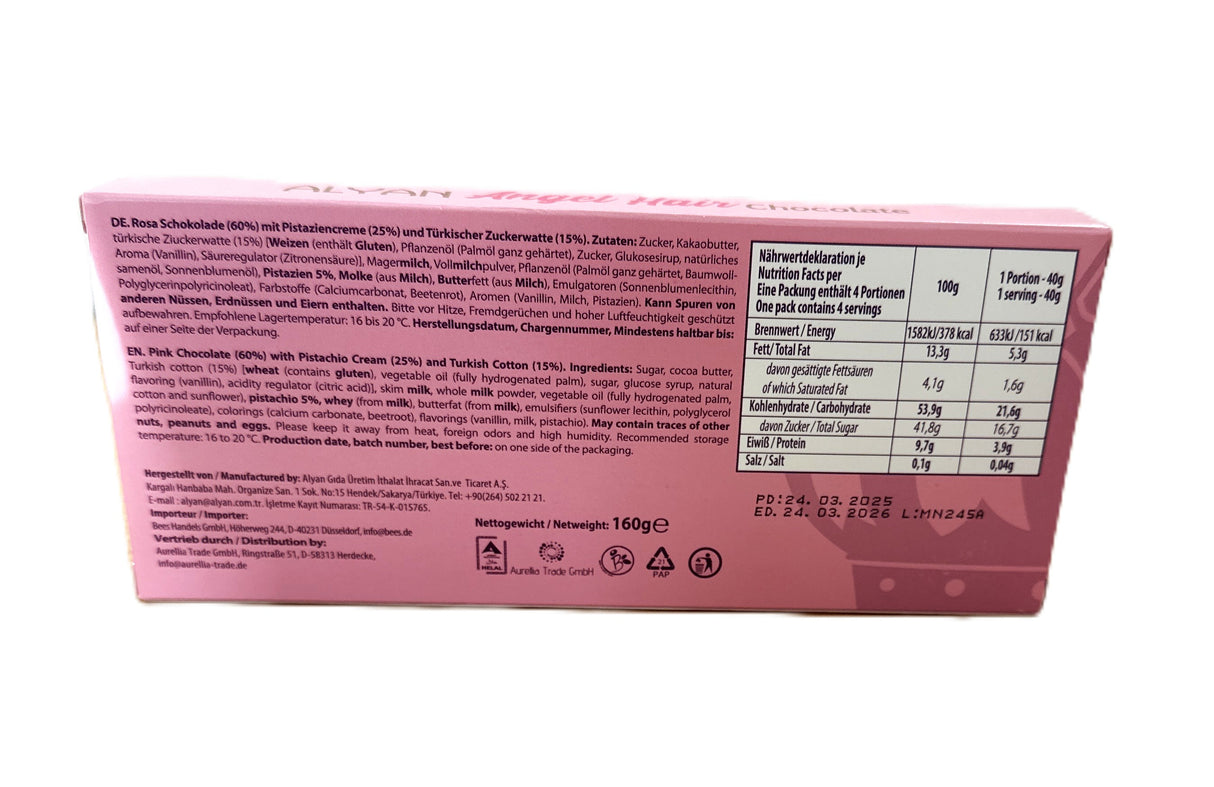 ALYAN Angel Hair Chocolate
DE. Rosa Schokolade (60%) mit Pistaziencreme (25%) und Türkischer Zuckerwatte (15%). Zutaten: Zucker, Kakaobutter,
türkische Ziuckerwatte (15%) [Weizen (enthält Gluten), Pflanzenöl (Palmöl ganz gehärtet), Zucker, Glukosesirup, natürliches
Aroma (Vanillin), Säureregulator (Zitronensäure)], Magermilch, Vollmilchpulver, Pflanzenöl (Palmöl ganz gehärtet, Baumwoll-
samenöl, Sonnenblumenöl), Pistazien 5%, Molke (aus Milch), Butterfett (aus Milch), Emulgatoren (Sonnenblumenlecithin,
Polyglycerinpolyricinoleat), Farbstoffe (Calciumcarbonat, Beetenrot), Aromen (Vanillin, Milch, Pistazien). Kann Spuren von
anderen Nüssen, Erdnüssen und Eiern enthalten. Bitte vor Hitze, Fremdgerüchen und hoher Luftfeuchtigkeit geschützt
aufbewahren. Empfohlene Lagertemperatur: 16 bis 20 °C. Herstellungsdatum, Chargennummer, Mindestens haltbar bis:
auf einer Seite der Verpackung.
EN. Pink Chocolate (60%) with Pistachio Cream (25%) and Turkish Cotton (15%). Ingredients: Sugar, cocoa butter,
Turkish cotton (15%) [wheat (contains gluten), vegetable oil (fully hydrogenated palm), sugar, glucose syrup, natural
flavoring (vanillin), acidity regulator (citric acid)], skim milk, whole milk powder, vegetable oil (fully hydrogenated palm,
cotton and sunflower), pistachio 5%, whey (from milk), butterfat (from milk), emulsifiers (sunflower lecithin, polyglycerol
polyricinoleate), colorings (calcium carbonate, beetroot), flavorings (vanillin, milk, pistachio). May contain traces of other
nuts, peanuts and eggs. Please keep it away from heat, foreign odors and high humidity. Recommended storage
temperature: 16 to 20 °C. Production date, batch number, best before: on one side of the packaging.
Hergestellt von / Manufactured by: Alyan Gıda Üretim İthalat İhracat San.ve Ticaret A.Ş.
Kargalı Hanbaba Mah. Organize San. 1 Sok. No:15 Hendek/Sakarya/Türkiye. Tel: +90(264) 502 21 21.
E-mail : alyan@alyan.com.tr. İşletme Kayıt Numarası: TR-54-K-015765.
Importeur / Importer:
Bees Handels GmbH, Höherweg 244, D-40231 Düsseldorf, info@bees.de
Vertrieb durch / Distribution by:
Aurellia Trade GmbH, Ringstraße 51, D-58313 Herdecke,
info@aurellia-trade.de
Nettogewicht / Netweight: 160g e
HELAL
Aurellia Trade GmbH
21
PAP
Nährwertdeklaration je
Nutrition Facts per
Eine Packung enthält 4 Portionen
One pack contains 4 servings
100g
1 Portion - 40g
1 serving - 40g
Brennwert / Energy 1582kJ/378 kcal 633kJ /151 kcal
Fett/ Total Fat 13,3g 5,3g
davon gesättigte Fettsäuren
of which Saturated Fat 4,1g 1,6g
Kohlenhydrate / Carbohydrate 53,9g 21,6g
davon Zucker / Total Sugar 41,8g 16,7g
Eiwiß / Protein 9,7g 3,9g
Salz / Salt 0,1g 0,04g
PD:24. 03. 2025
ED. 24. 03. 2026 L:MN245A